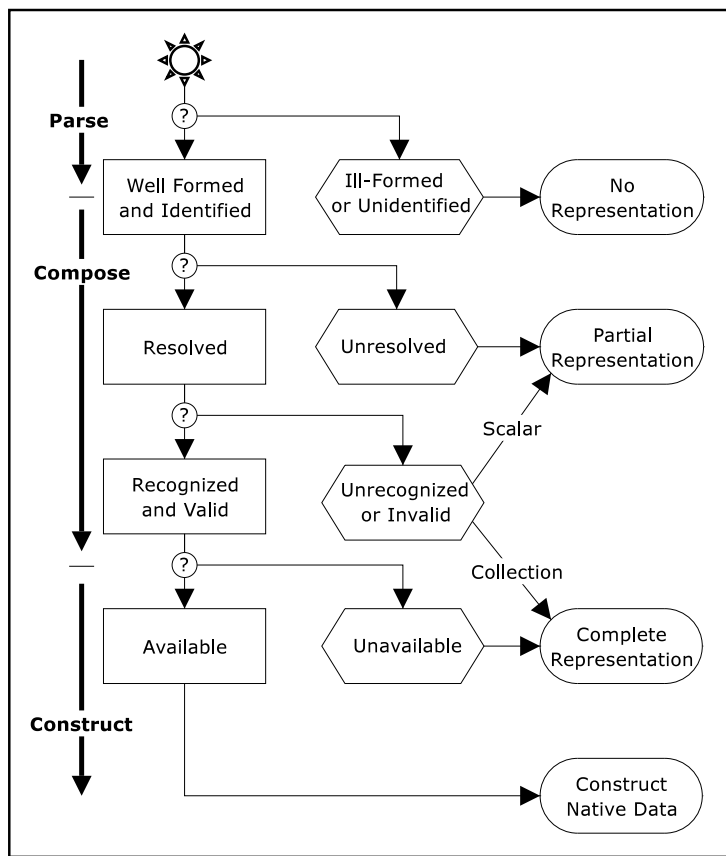 ?
Parse
Well Formed
and Identified
Ill-Formed
or Unidentified
No
Representation
?
Compose
Resolved
Unresolved
Partial
Representation
?
Scalar
Recognized
and Valid
Unrecognized
or Invalid
?
Collection
Available
Unavailable
Complete
Representation
Construct
Construct
Native Data